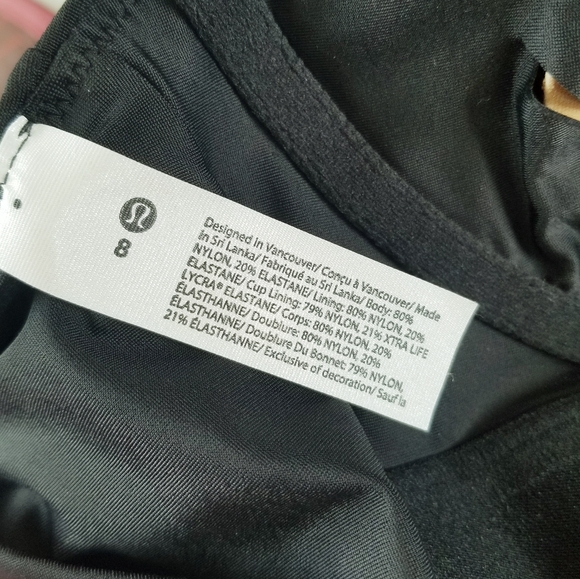 8
Designed in Vancouver/ Conçu à Vancouver/ Made
In Sri Lanka/ Fabriqué au Sri Lanka/ Body: 80%
NYLON, 20% ELASTANE/ Lining: 80% NYLON, 20%
ELASTANE/ Cup Lining: 79% NYLON, 21% XTRA LIFE
LYCRA® ELASTANE/ Corps: 80% NYLON, 20%
ÉLASTHANNE/ Doublure: 80% NYLON, 20%
ÉLASTHANNE/ Doublure Du Bonnet: 79% NYLON,
21% ÉLASTHANNE/ Exclusive of decoration/ Sauf la